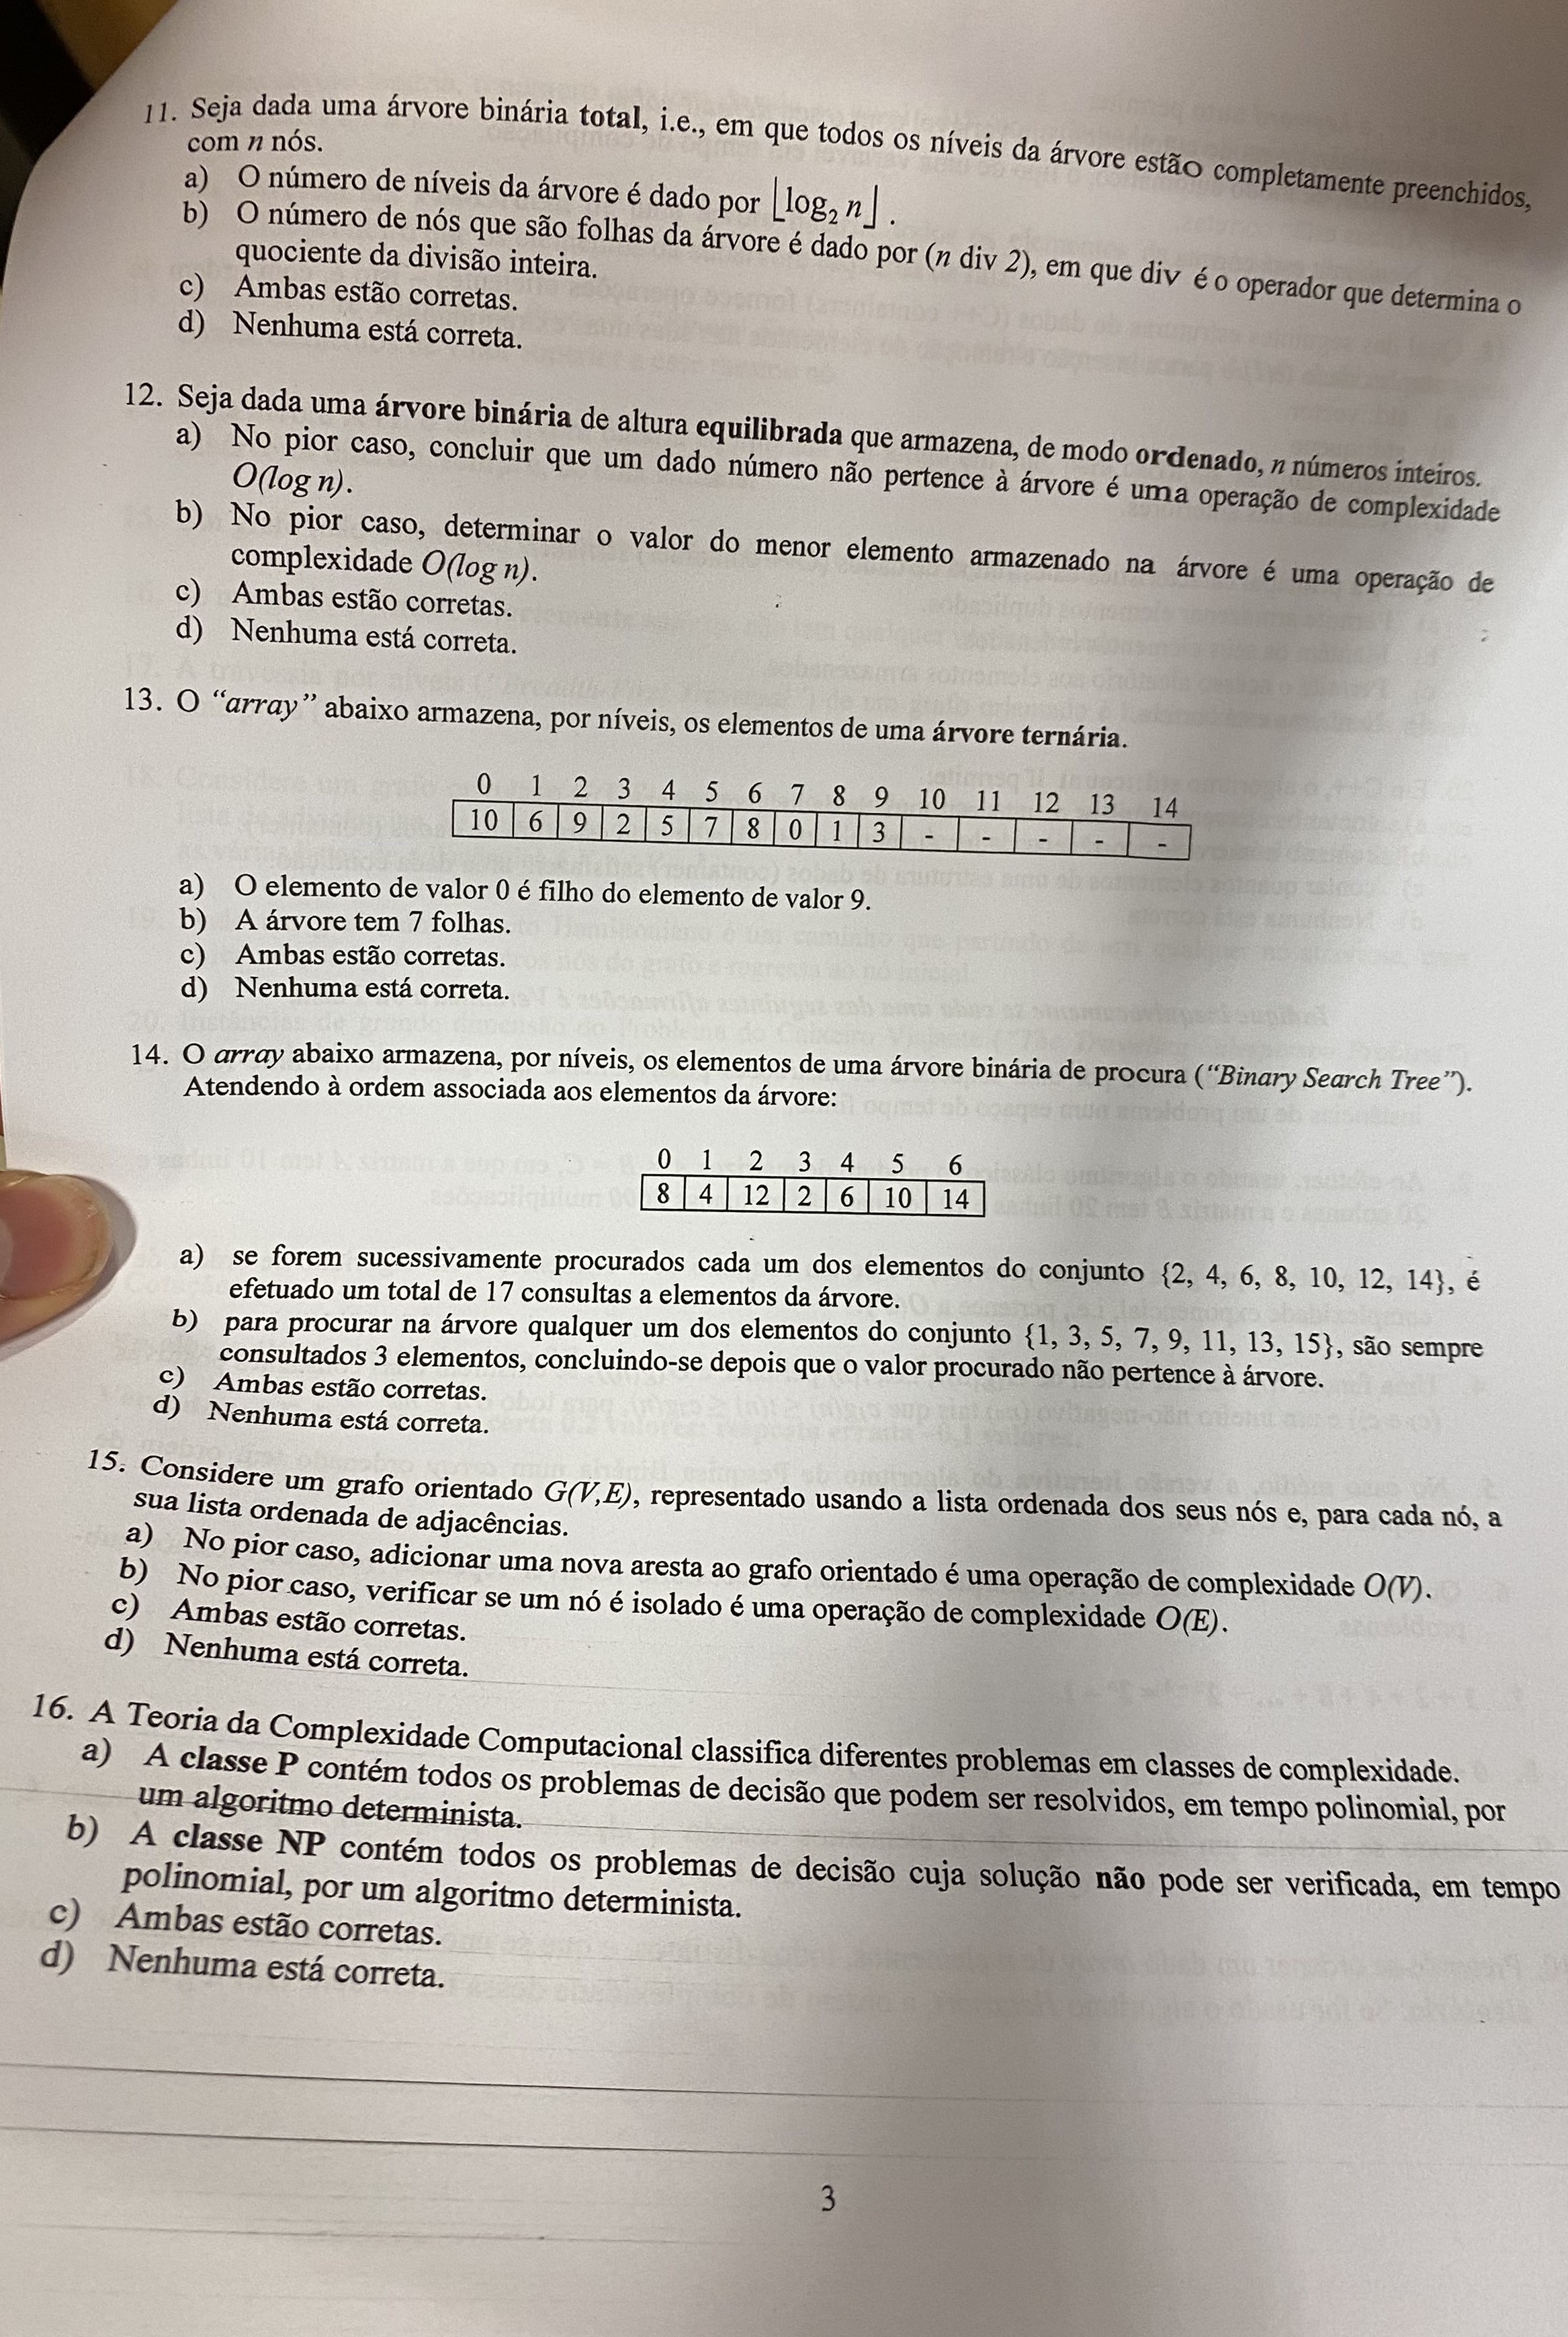 11. Seja dada uma árvore binária total, i.e., em que todos os níveis da árvore estão completamente preenchidos,
com n nós.
a) O número de níveis da árvore é dado por ⌊log₂ n⌋.
b) O número de nós que são folhas da árvore é dado por (n div 2), em que div é o operador que determina o
quociente da divisão inteira.
c) Ambas estão corretas.
d) Nenhuma está correta.
12. Seja dada uma árvore binária de altura equilibrada que armazena, de modo ordenado, n números inteiros.
a) No pior caso, concluir que um dado número não pertence à árvore é uma operação de complexidade
O(log n).
b) No pior caso, determinar o valor do menor elemento armazenado na árvore é uma operação de
complexidade O(log n).
c) Ambas estão corretas.
d) Nenhuma está correta.
13. O “array” abaixo armazena, por níveis, os elementos de uma árvore ternária.
0 1 2 3 4 5 6 7 8 9 10 11 12 13 14
10 6 9 2 5 7 8 0 1 3 - - - - -
a) O elemento de valor 0 é filho do elemento de valor 9.
b) A árvore tem 7 folhas.
c) Ambas estão corretas.
d) Nenhuma está correta.
14. O array abaixo armazena, por níveis, os elementos de uma árvore binária de procura (“Binary Search Tree”).
Atendendo à ordem associada aos elementos da árvore:
0 1 2 3 4 5 6
8 4 12 2 6 10 14
a) se forem sucessivamente procurados cada um dos elementos do conjunto {2, 4, 6, 8, 10, 12, 14}, é
efetuado um total de 17 consultas a elementos da árvore.
b) para procurar na árvore qualquer um dos elementos do conjunto {1, 3, 5, 7, 9, 11, 13, 15}, são sempre
consultados 3 elementos, concluindo-se depois que o valor procurado não pertence à árvore.
c) Ambas estão corretas.
d) Nenhuma está correta.
15. Considere um grafo orientado G(V,E), representado usando a lista ordenada dos seus nós e, para cada nó, a
sua lista ordenada de adjacências.
a) No pior caso, adicionar uma nova aresta ao grafo orientado é uma operação de complexidade O(V).
b) No pior caso, verificar se um nó é isolado é uma operação de complexidade O(E).
c) Ambas estão corretas.
d) Nenhuma está correta.
16. A Teoria da Complexidade Computacional classifica diferentes problemas em classes de complexidade.
a) A classe P contém todos os problemas de decisão que podem ser resolvidos, em tempo polinomial, por
um algoritmo determinista.
b) A classe NP contém todos os problemas de decisão cuja solução não pode ser verificada, em tempo
polinomial, por um algoritmo determinista.
c) Ambas estão corretas.
d) Nenhuma está correta.
3